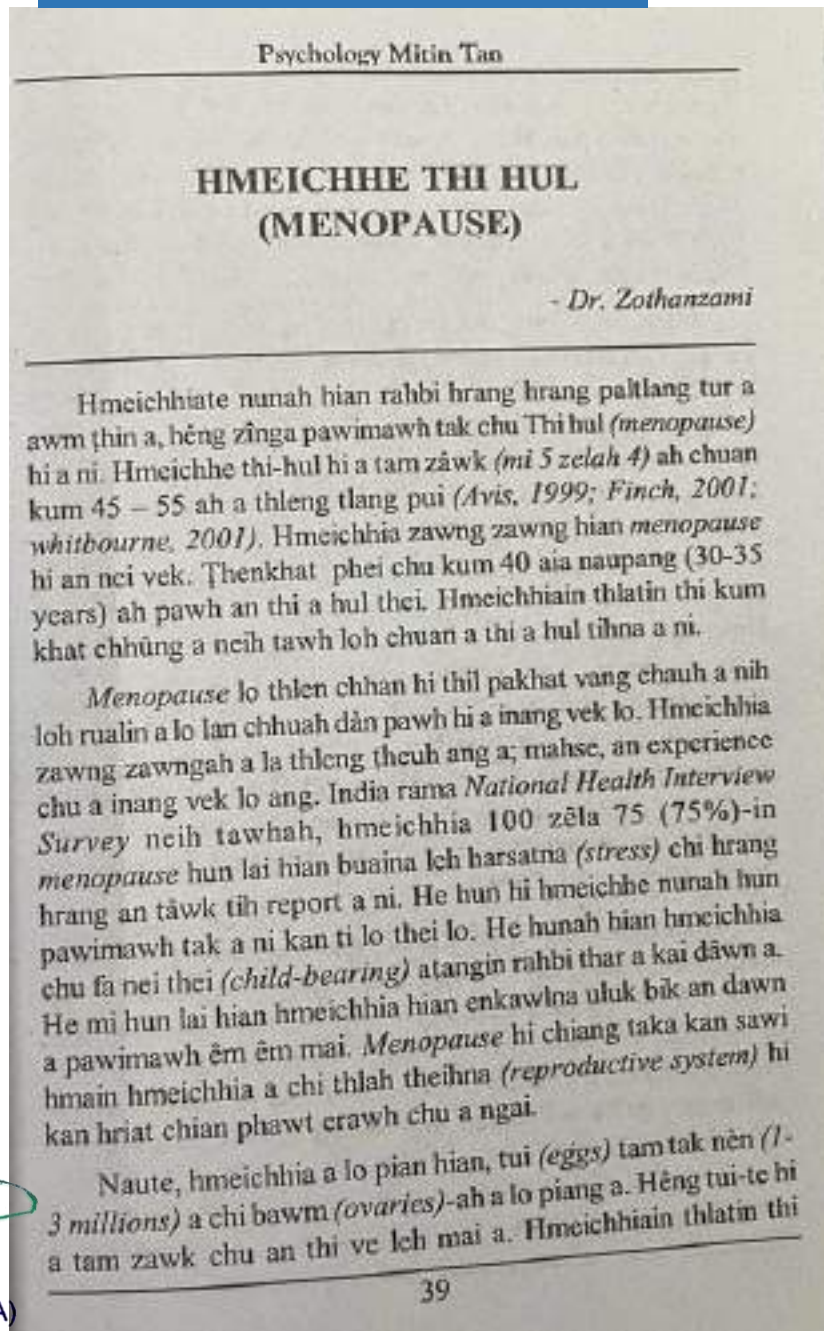 Psychology Mitin Tan
HMEICHHE THI HUL
(MENOPAUSE)
- Dr. Zothanzami
Hmeichhiate nunah hian rahbi hrang hrang paltlang tur a
awm ṭhin a, hêng zînga pawimawh tak chu Thi hul (menopause)
hi a ni. Hmeichhe thi-hul hi a tam zâwk (mi 5 zelah 4) ah chuan
kum 45 – 55 ah a thleng tlang pui (Avis, 1999; Finch, 2001;
whitbourne, 2001). Hmeichhia zawng zawng hian menopause
hi an nei vek. Ṭhenkhat phei chu kum 40 aia naupang (30-35
years) ah pawh an thi a hul thei. Hmeichhiain thlatin thi kum
khat chhûng a neih tawh loh chuan a thi a hul tihna a ni.
Menopause lo thlen chhan hi thil pakhat vang chauh a nih
loh rualin a lo lan chhuah dàn pawh hi a inang vek lo. Hmeichhia
zawng zawngah a la thleng ṭheuh ang a; mahse, an experience
chu a inang vek lo ang. India rama National Health Interview
Survey neih tawhah, hmeichhia 100 zêla 75 (75%)-in
menopause hun lai hian buaina leh harsatna (stress) chi hrang
hrang an tâwk tih report a ni. He hun hi hmeichhe nunah hun
pawimawh tak a ni kan ti lo thei lo. He hunah hian hmeichhia
chu fa nei thei (child-bearing) atangin rahbi thar a kai dâwn a.
He mi hun lai hian hmeichhia hian enkawlna uluk bik an dawn
a pawimawh êm êm mai. Menopause hi chiang taka kan sawi
hmain hmeichhia a chi thlah theihna (reproductive system) hi
kan hriat chian phawt erawh chu a ngai.
Naute, hmeichhia a lo pian hian, tui (eggs) tam tak nèn (1-
3 millions) a chi bawm (ovaries)-ah a lo piang a. Hêng tui-te hi
a tam zawk chu an thi ve leh mai a. Hmeichhiain thlatin thi
39
A)